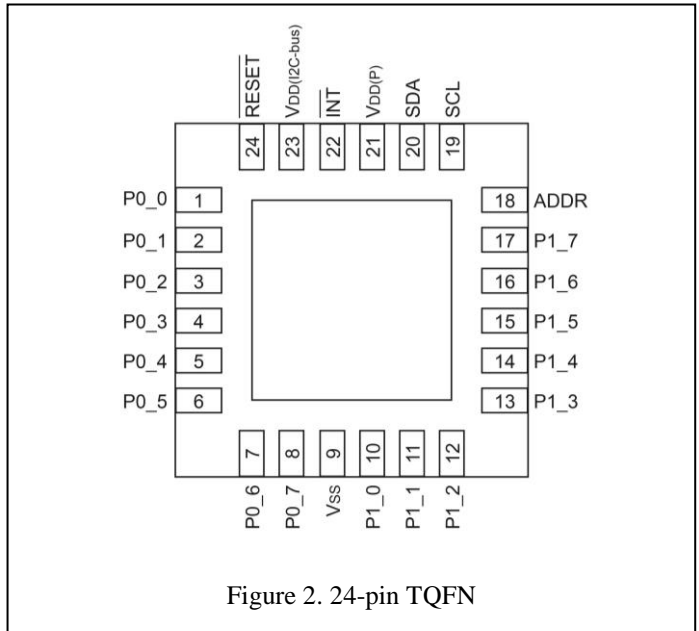 RESET
VDD(I2C-bus)
INT
VDD(P)
SDA
SCL
24 23 22 21 20 19
P0_0 1 18 ADDR
P0_1 2 17 P1_7
P0_2 3 16 P1_6
P0_3 4 15 P1_5
P0_4 5 14 P1_4
P0_5 6 13 P1_3
7 8 9 10 11 12
P0_6
P0_7
Vss
P1_0
P1_1
P1_2
Figure 2. 24-pin TQFN